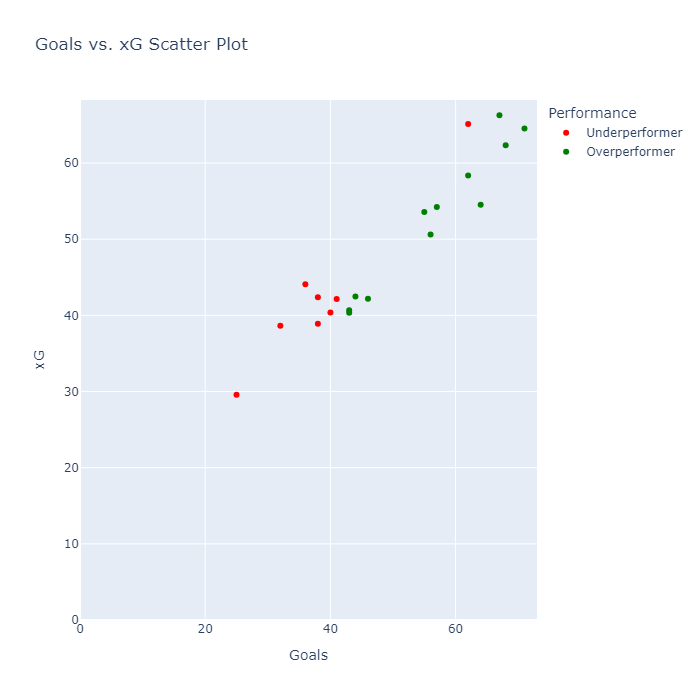 Goals vs. xG Scatter Plot
Performance
Underperformer
Overperformer
60
50
40
30
20
10
0
xG
0 20 40 60
Goals